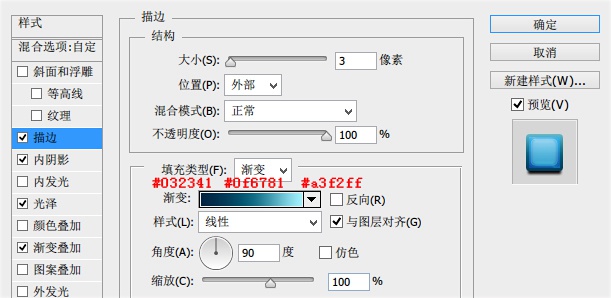 样式
混合选项:自定
斜面和浮雕
等高线
纹理
描边
内阴影
内发光
光泽
颜色叠加
渐变叠加
图案叠加
外发光
描边
结构
大小(S): 3 像素
位置(P): 外部
混合模式(B): 正常
不透明度(O): 100 %
填充类型(F): 渐变
#032341 #0f6781 #a3f2ff
渐变: 反向(R)
样式(L): 线性 与图层对齐(G)
角度(A): 90 度 仿色
缩放(C): 100 %
确定
取消
新建样式(W)...
预览(V)